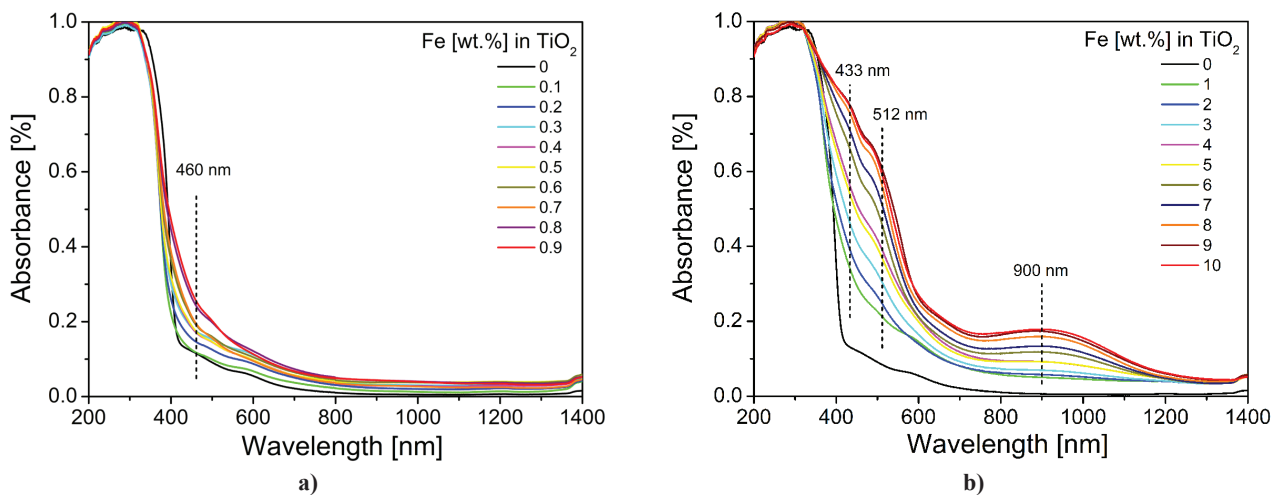 1.0
0.8
0.6
0.4
0.2
0.0
Absorbance [%]
Fe [wt.%] in TiO₂
0
0.1
0.2
0.3
0.4
0.5
0.6
0.7
0.8
0.9
460 nm
200 400 600 800 1000 1200 1400
Wavelength [nm]
a)
1.0
0.8
0.6
0.4
0.2
0.0
Absorbance [%]
Fe [wt.%] in TiO₂
0
1
2
3
4
5
6
7
8
9
10
433 nm
512 nm
900 nm
200 400 600 800 1000 1200 1400
Wavelength [nm]
b)